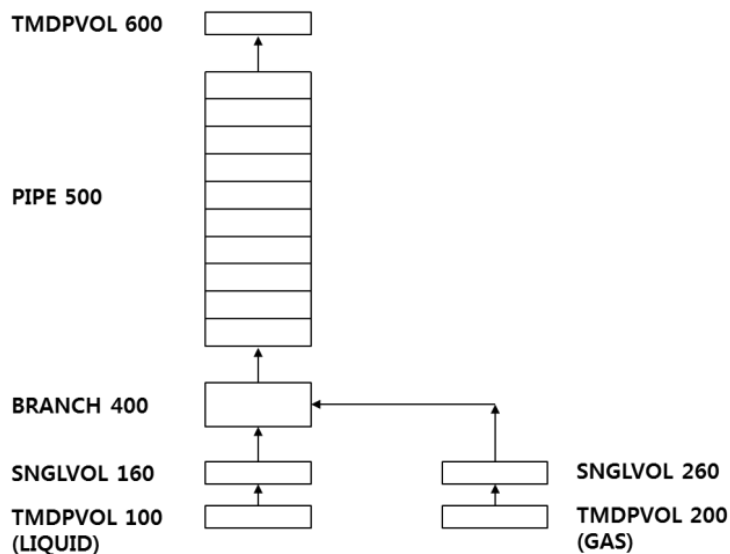 TMDPVOL 600
PIPE 500
BRANCH 400
SNGLVOL 160
SNGLVOL 260
TMDPVOL 100
(LIQUID)
TMDPVOL 200
(GAS)